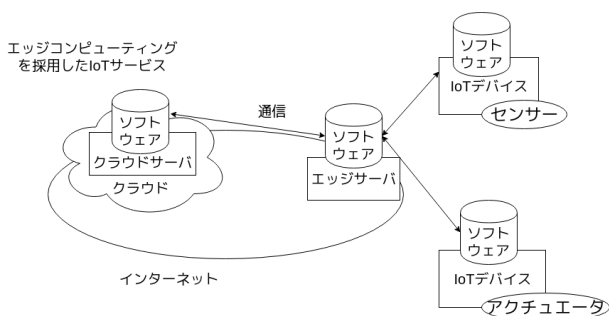 エッジコンピューティング
を採用したIoTサービス
通信
ソフト
ウェア
クラウドサーバ
クラウド
ソフト
ウェア
エッジサーバ
ソフト
ウェア
IoTデバイス
センサー
ソフト
ウェア
IoTデバイス
アクチュエータ
インターネット